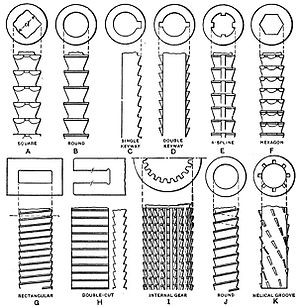 SQUARE
A
ROUND
B
SINGLE
KEYWAY
C
DOUBLE
KEYWAY
D
4-SPLINE
E
HEXAGON
F
RECTANGULAR
G
DOUBLE-CUT
H
INTERNAL GEAR
I
ROUND
J
HELICAL GROOVE
K